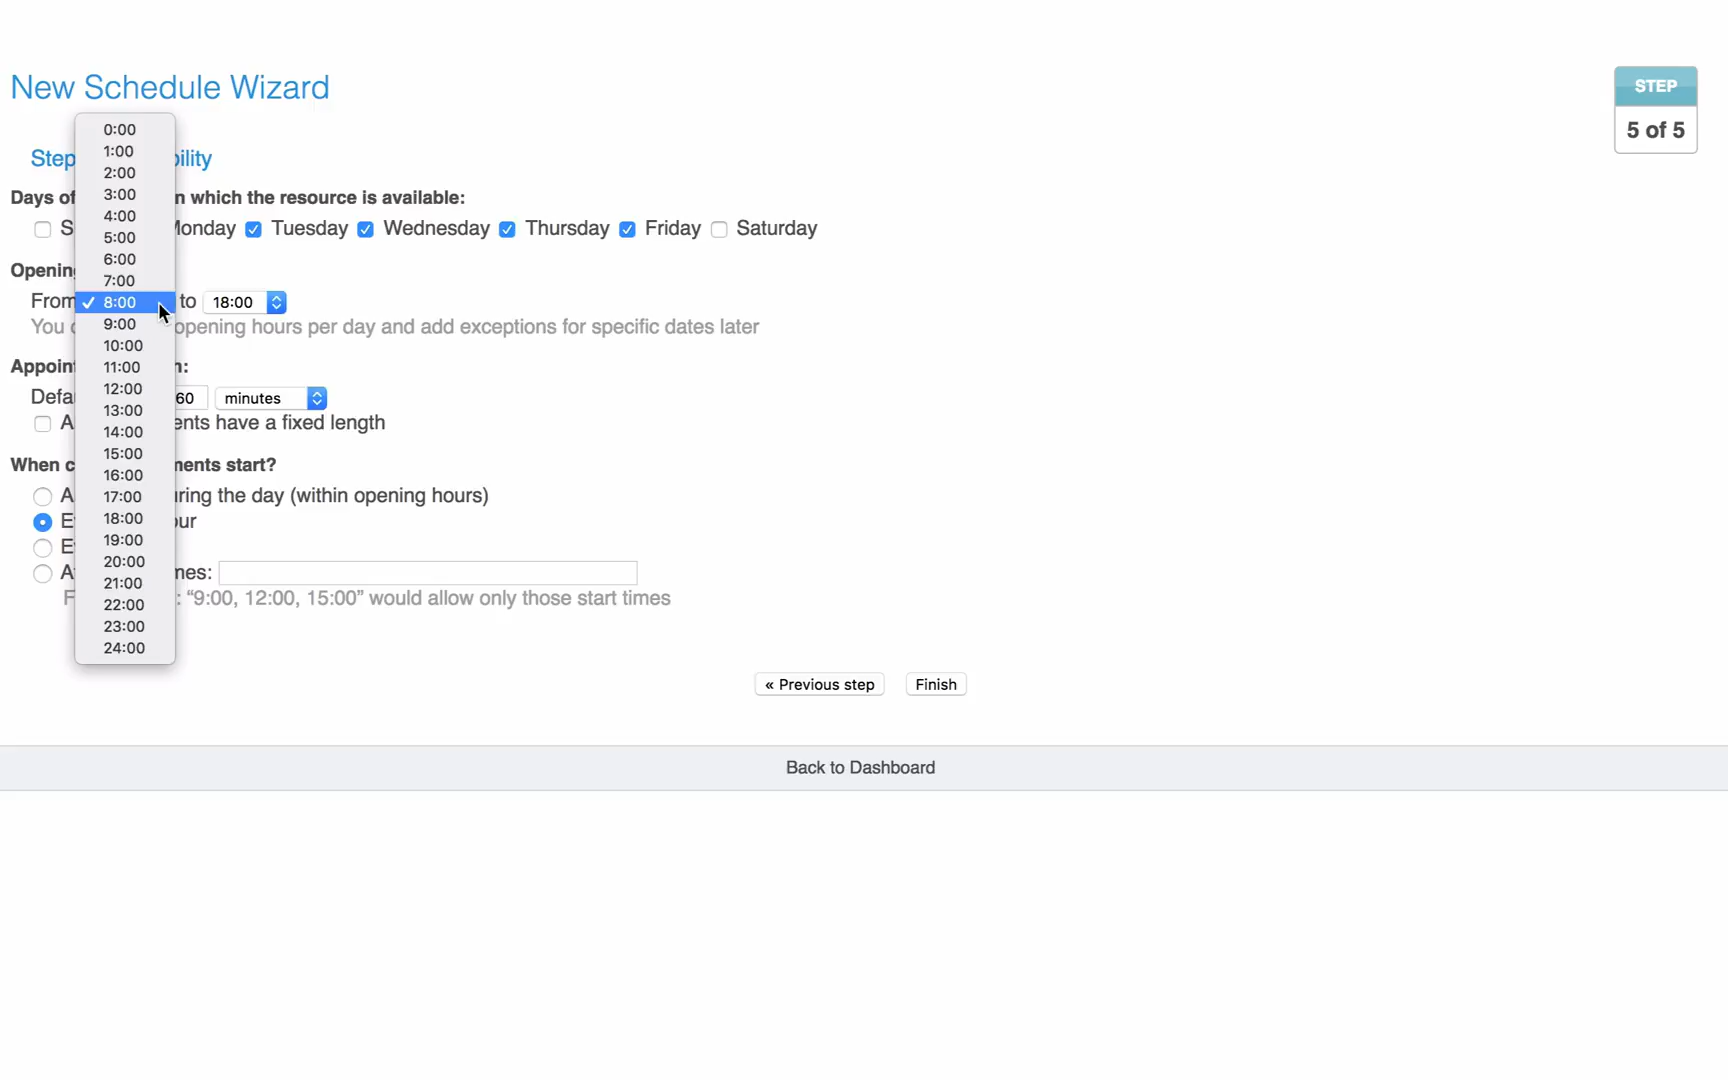 New Schedule Wizard
STEP
5 of 5
0:00
1:00
2:00
3:00
4:00
5:00
6:00
7:00
8:00
9:00
10:00
11:00
12:00
13:00
14:00
15:00
16:00
17:00
18:00
19:00
20:00
21:00
22:00
23:00
24:00
Step bility
Days of n which the resource is available:
S Monday Tuesday Wednesday Thursday Friday Saturday
Opening
From to 18:00
You opening hours per day and add exceptions for specific dates later
Appoin n:
Defa 60 minutes
A ents have a fixed length
When c ments start?
A ring the day (within opening hours)
E our
E
A mes:
F : “9:00, 12:00, 15:00” would allow only those start times
« Previous step Finish
Back to Dashboard